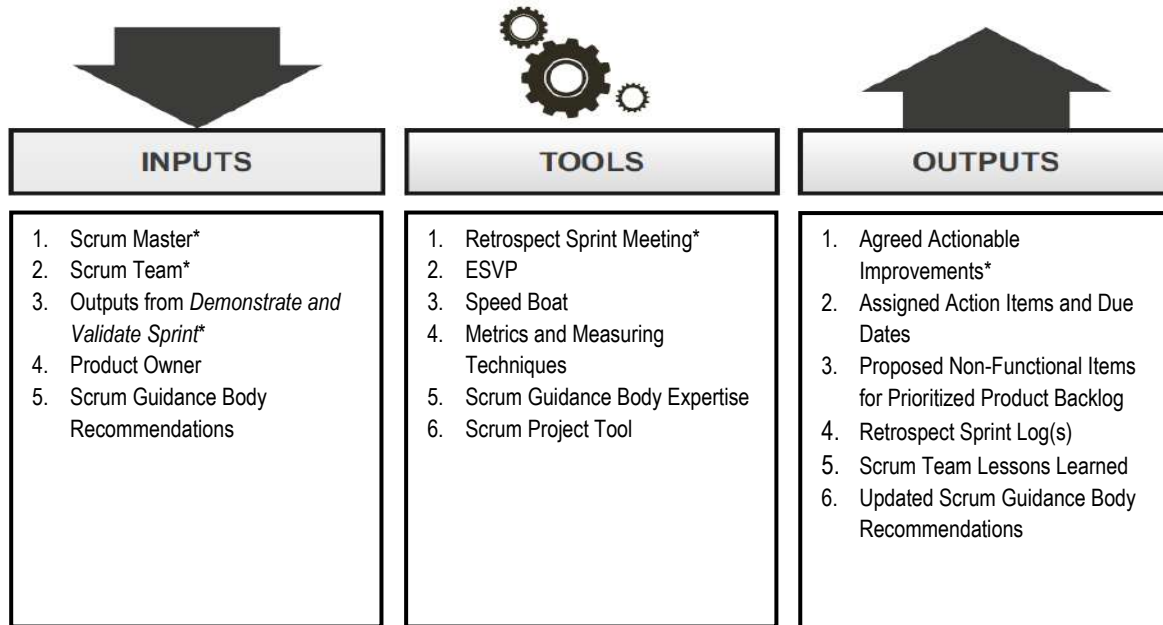 INPUTS
1. Scrum Master*
2. Scrum Team*
3. Outputs from Demonstrate and
Validate Sprint*
4. Product Owner
5. Scrum Guidance Body
Recommendations
TOOLS
1. Retrospect Sprint Meeting*
2. ESVP
3. Speed Boat
4. Metrics and Measuring
Techniques
5. Scrum Guidance Body Expertise
6. Scrum Project Tool
OUTPUTS
1. Agreed Actionable
Improvements*
2. Assigned Action Items and Due
Dates
3. Proposed Non-Functional Items
for Prioritized Product Backlog
4. Retrospect Sprint Log(s)
5. Scrum Team Lessons Learned
6. Updated Scrum Guidance Body
Recommendations